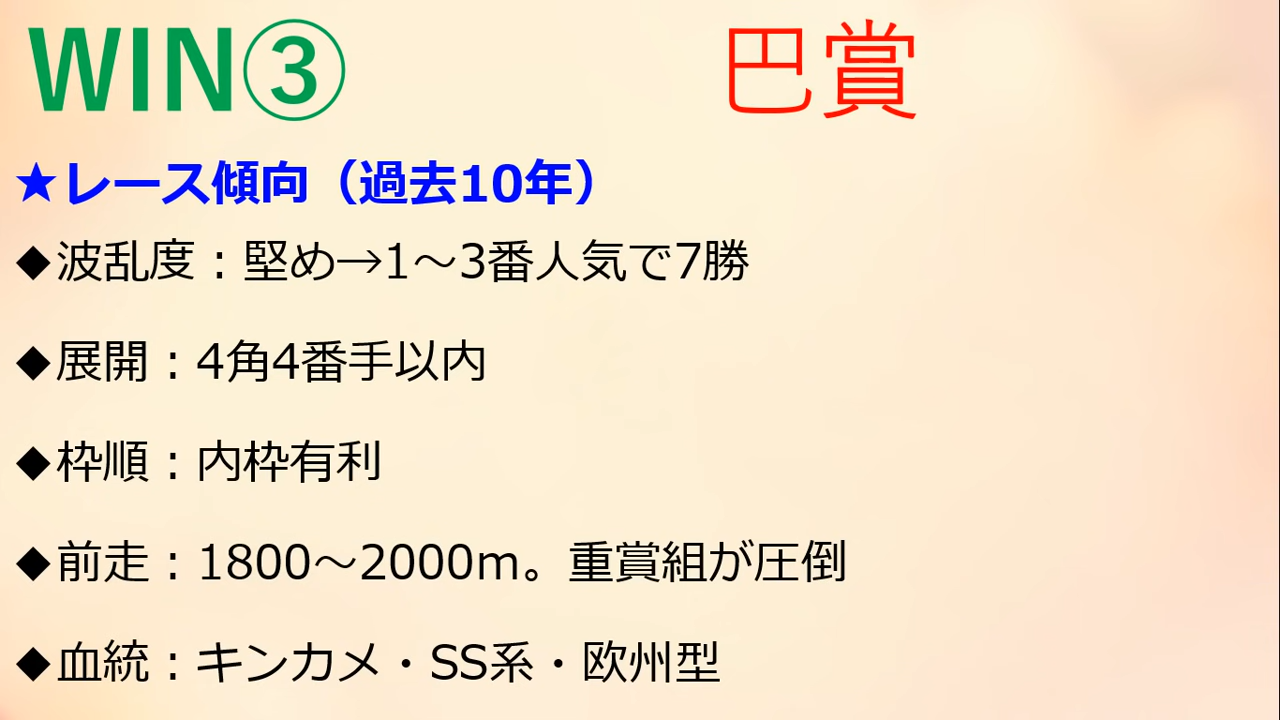 WIN③ 巴賞
★レース傾向（過去10年）
◆波乱度：堅め→1～3番人気で7勝
◆展開：4角4番手以内
◆枠順：内枠有利
◆前走：1800～2000m。重賞組が圧倒
◆血統：キンカメ・SS系・欧州型